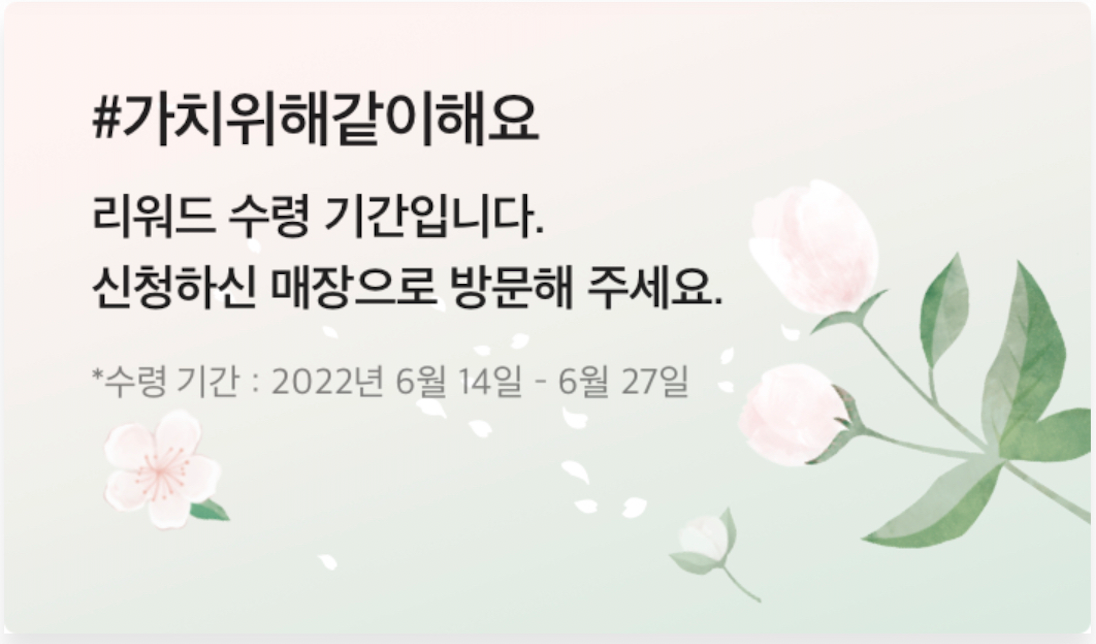 #가치위해같이해요
리워드 수령 기간입니다.
신청하신 매장으로 방문해 주세요.
*수령 기간 : 2022년 6월 14일 - 6월 27일